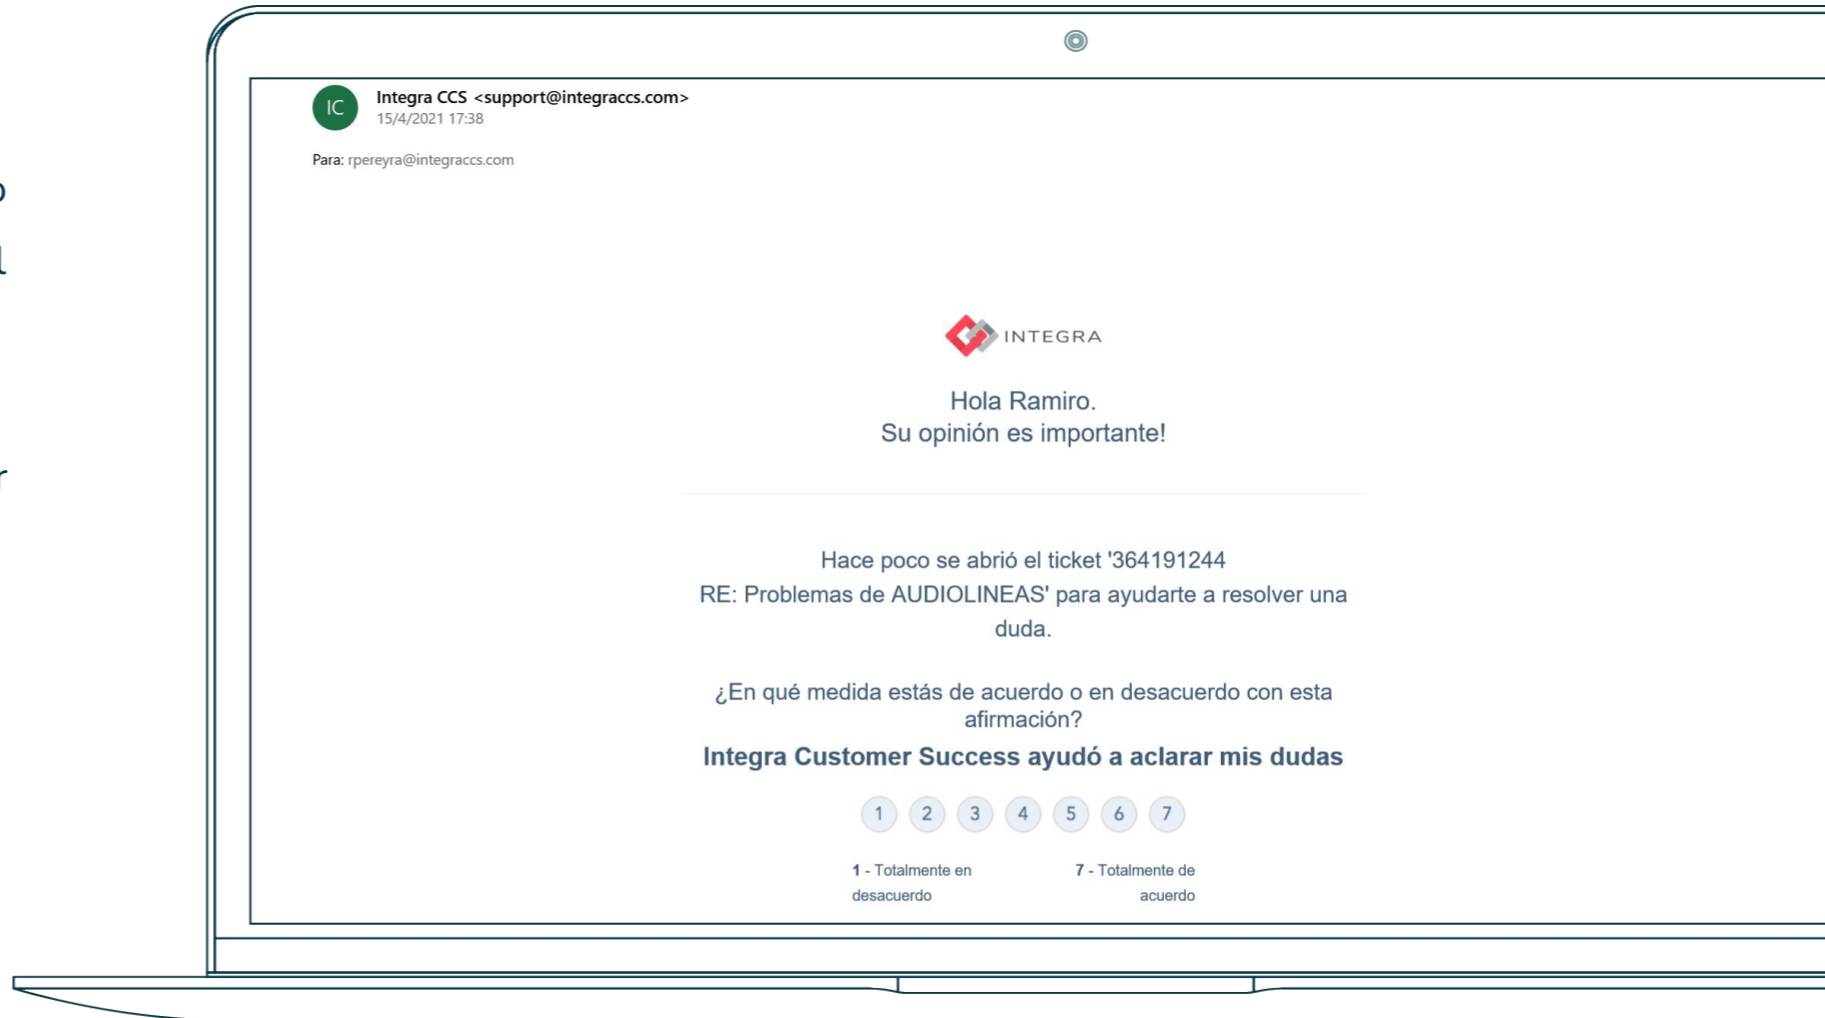 IC
Integra CCS <support@integraccs.com>
15/4/2021 17:38
Para: rpereyra@integraccs.com
INTEGRA
Hola Ramiro.
Su opinión es importante!
Hace poco se abrió el ticket '364191244
RE: Problemas de AUDIOLINEAS' para ayudarte a resolver una
duda.
¿En qué medida estás de acuerdo o en desacuerdo con esta
afirmación?
Integra Customer Success ayudó a aclarar mis dudas
1 2 3 4 5 6 7
1 - Totalmente en
desacuerdo
7 - Totalmente de
acuerdo